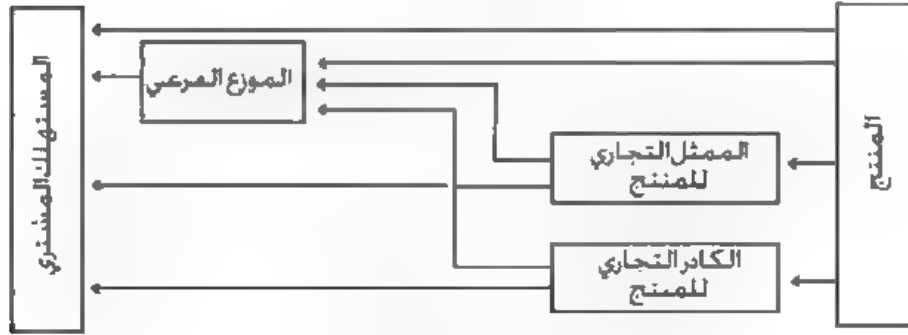 المنتج
الموزع الفرعي
الممثل التجاري
للمنتج
الكادر التجاري
للمنتج
المستهلك المشتري